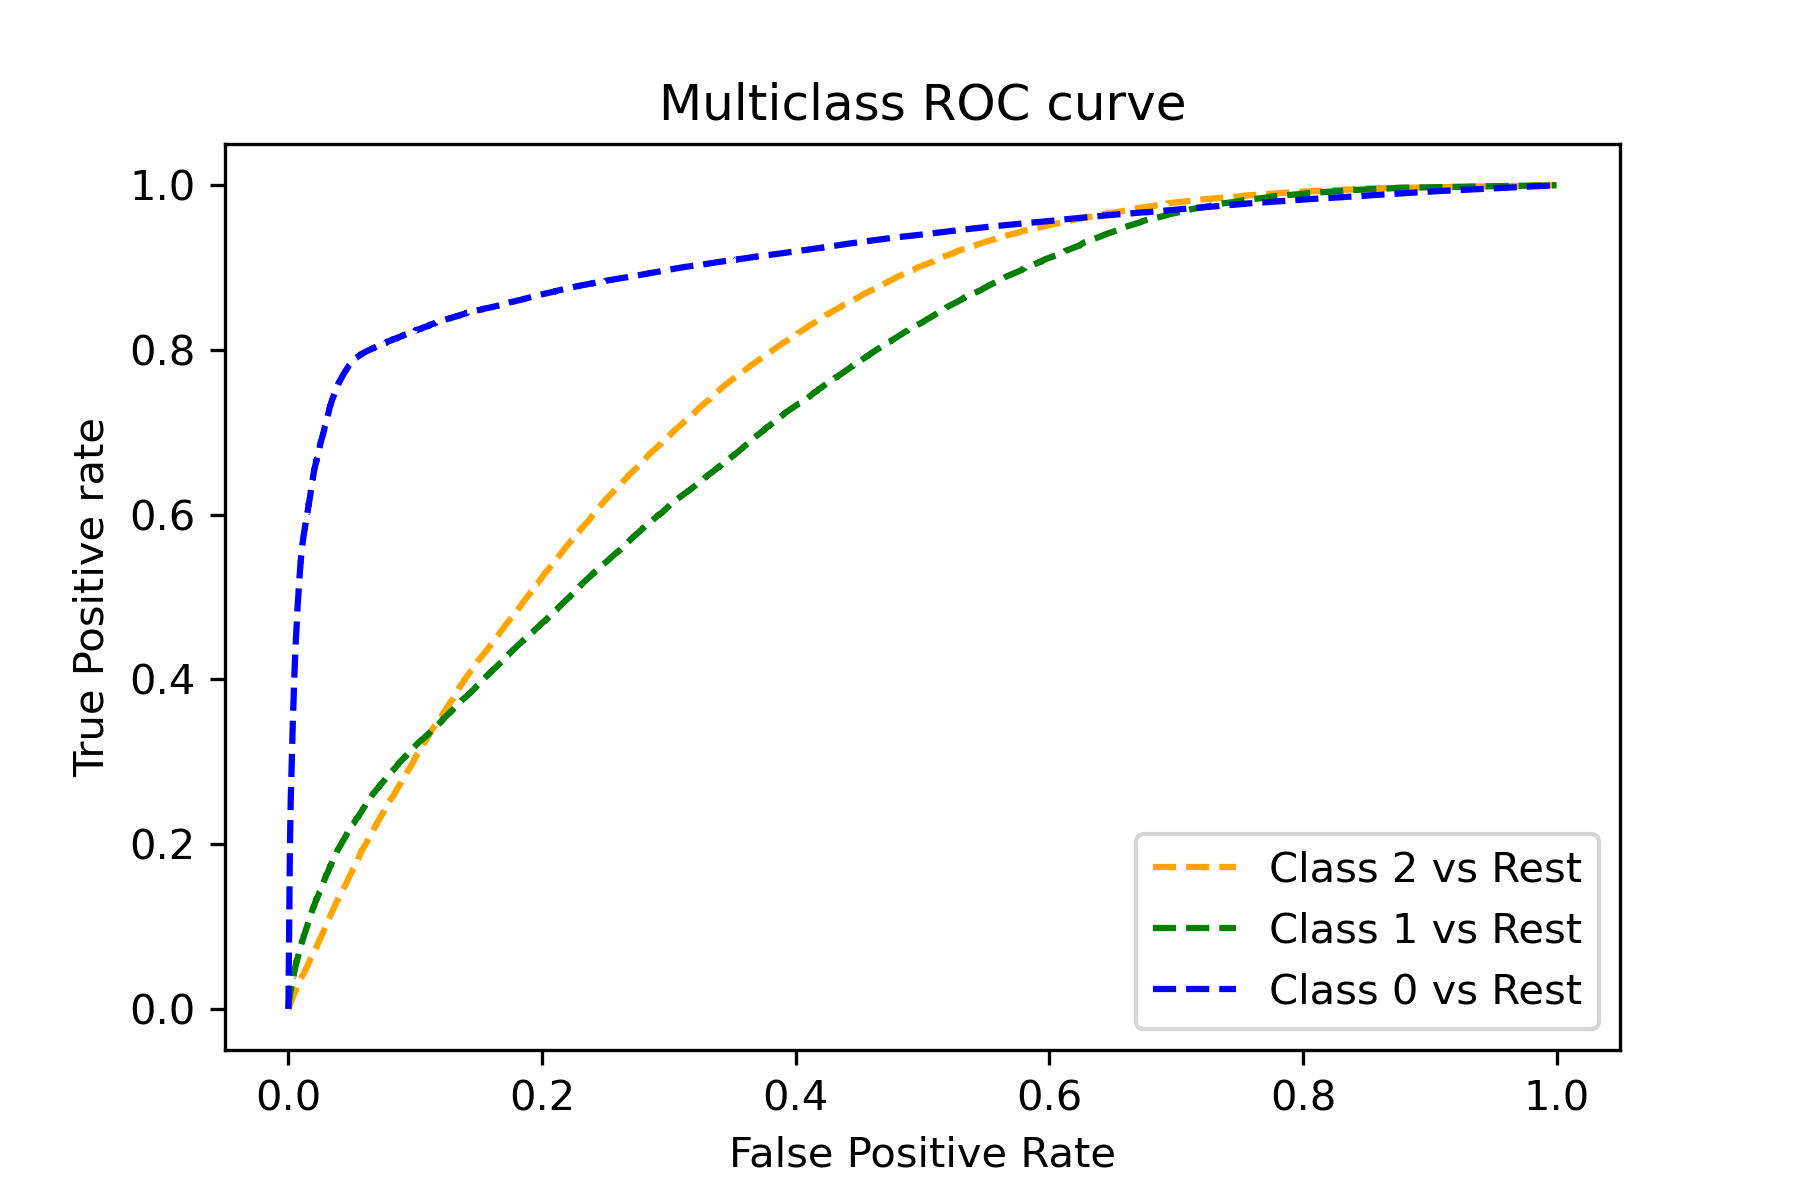 Multiclass ROC curve
True Positive rate
1.0
0.8
0.6
0.4
0.2
0.0
Class 2 vs Rest
Class 1 vs Rest
Class 0 vs Rest
0.0 0.2 0.4 0.6 0.8 1.0
False Positive Rate